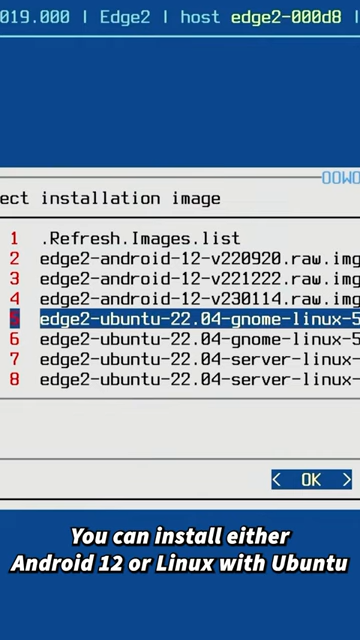 019.000 | Edge2 | host edge2-000d8 |
ect installation image
1 .Refresh.Images.list
2 edge2-android-12-v220920.raw.img
3 edge2-android-12-v221222.raw.img
4 edge2-android-12-v230114.raw.img
5 edge2-ubuntu-22.04-gnome-linux-5
6 edge2-ubuntu-22.04-gnome-linux-5
7 edge2-ubuntu-22.04-server-linux-
8 edge2-ubuntu-22.04-server-linux-
< OK >
You can install either
Android 12 or Linux with Ubuntu